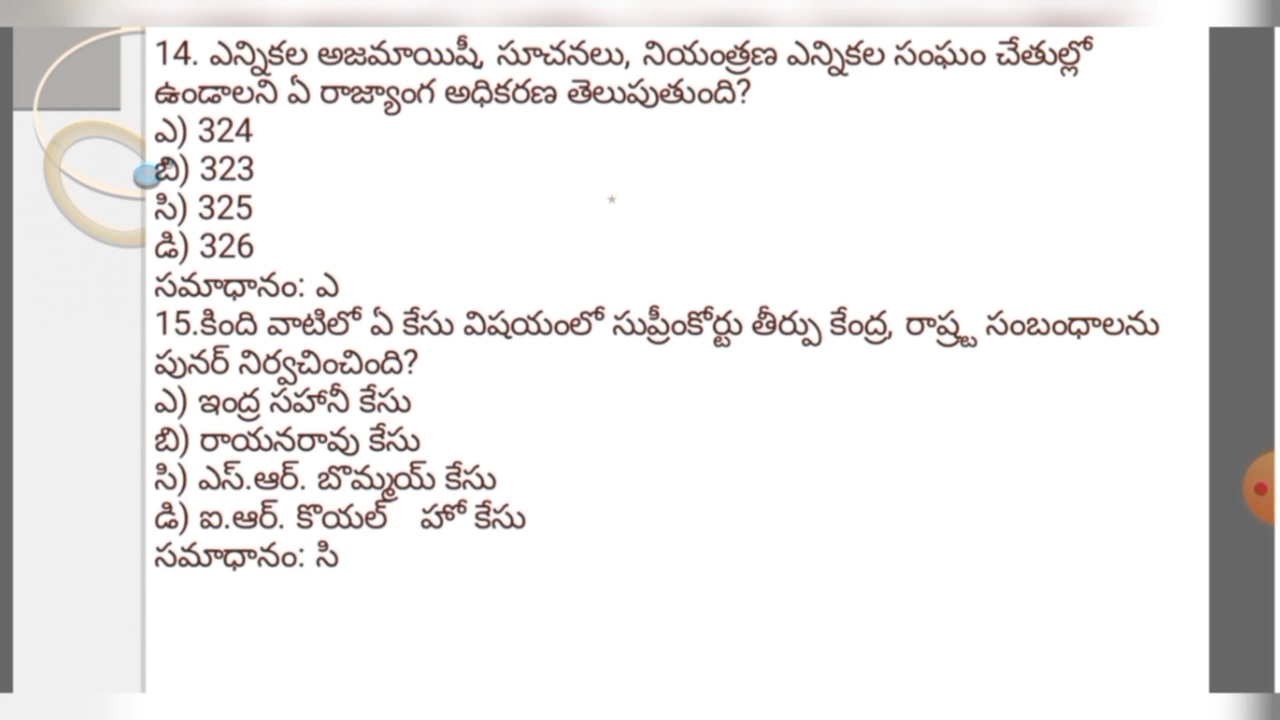 14. ఎన్నికల అజమాయిషీ, సూచనలు, నియంత్రణ ఎన్నికల సంఘం చేతుల్లో
ఉండాలని ఏ రాజ్యాంగ అధికరణ తెలుపుతుంది?
ఎ) 324
బి) 323
సి) 325
*
డి) 326
సమాధానం: ఎ
15.కింది వాటిలో ఏ కేసు విషయంలో సుప్రీంకోర్టు తీర్పు కేంద్ర, రాష్ర్ట సంబంధాలను
పునర్ నిర్వచించింది?
ఎ) ఇంద్ర సహానీ కేసు
బి) రాయనరావు కేసు
సి) ఎస్.ఆర్. బొమ్మయ్ కేసు
డి) ఐ.ఆర్. కొయల్ హో కేసు
సమాధానం: సి